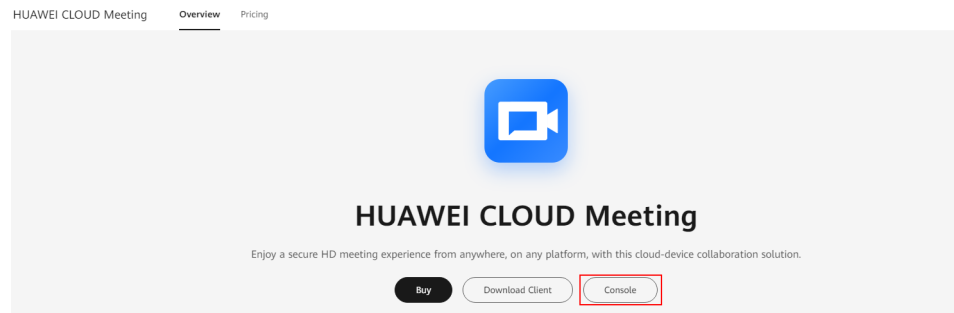 HUAWEI CLOUD Meeting Overview Pricing
HUAWEI CLOUD Meeting
Enjoy a secure HD meeting experience from anywhere, on any platform, with this cloud-device collaboration solution.
Buy Download Client Console